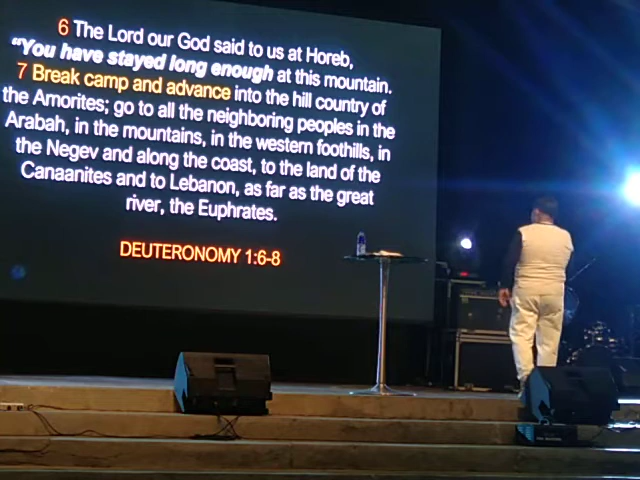 6 The Lord our God said to us at Horeb,
“You have stayed long enough at this mountain.
7 Break camp and advance into the hill country of
the Amorites; go to all the neighboring peoples in the
Arabah, in the mountains, in the western foothills, in
the Negev and along the coast, to the land of the
Canaanites and to Lebanon, as far as the great
river, the Euphrates.
DEUTERONOMY 1:6-8